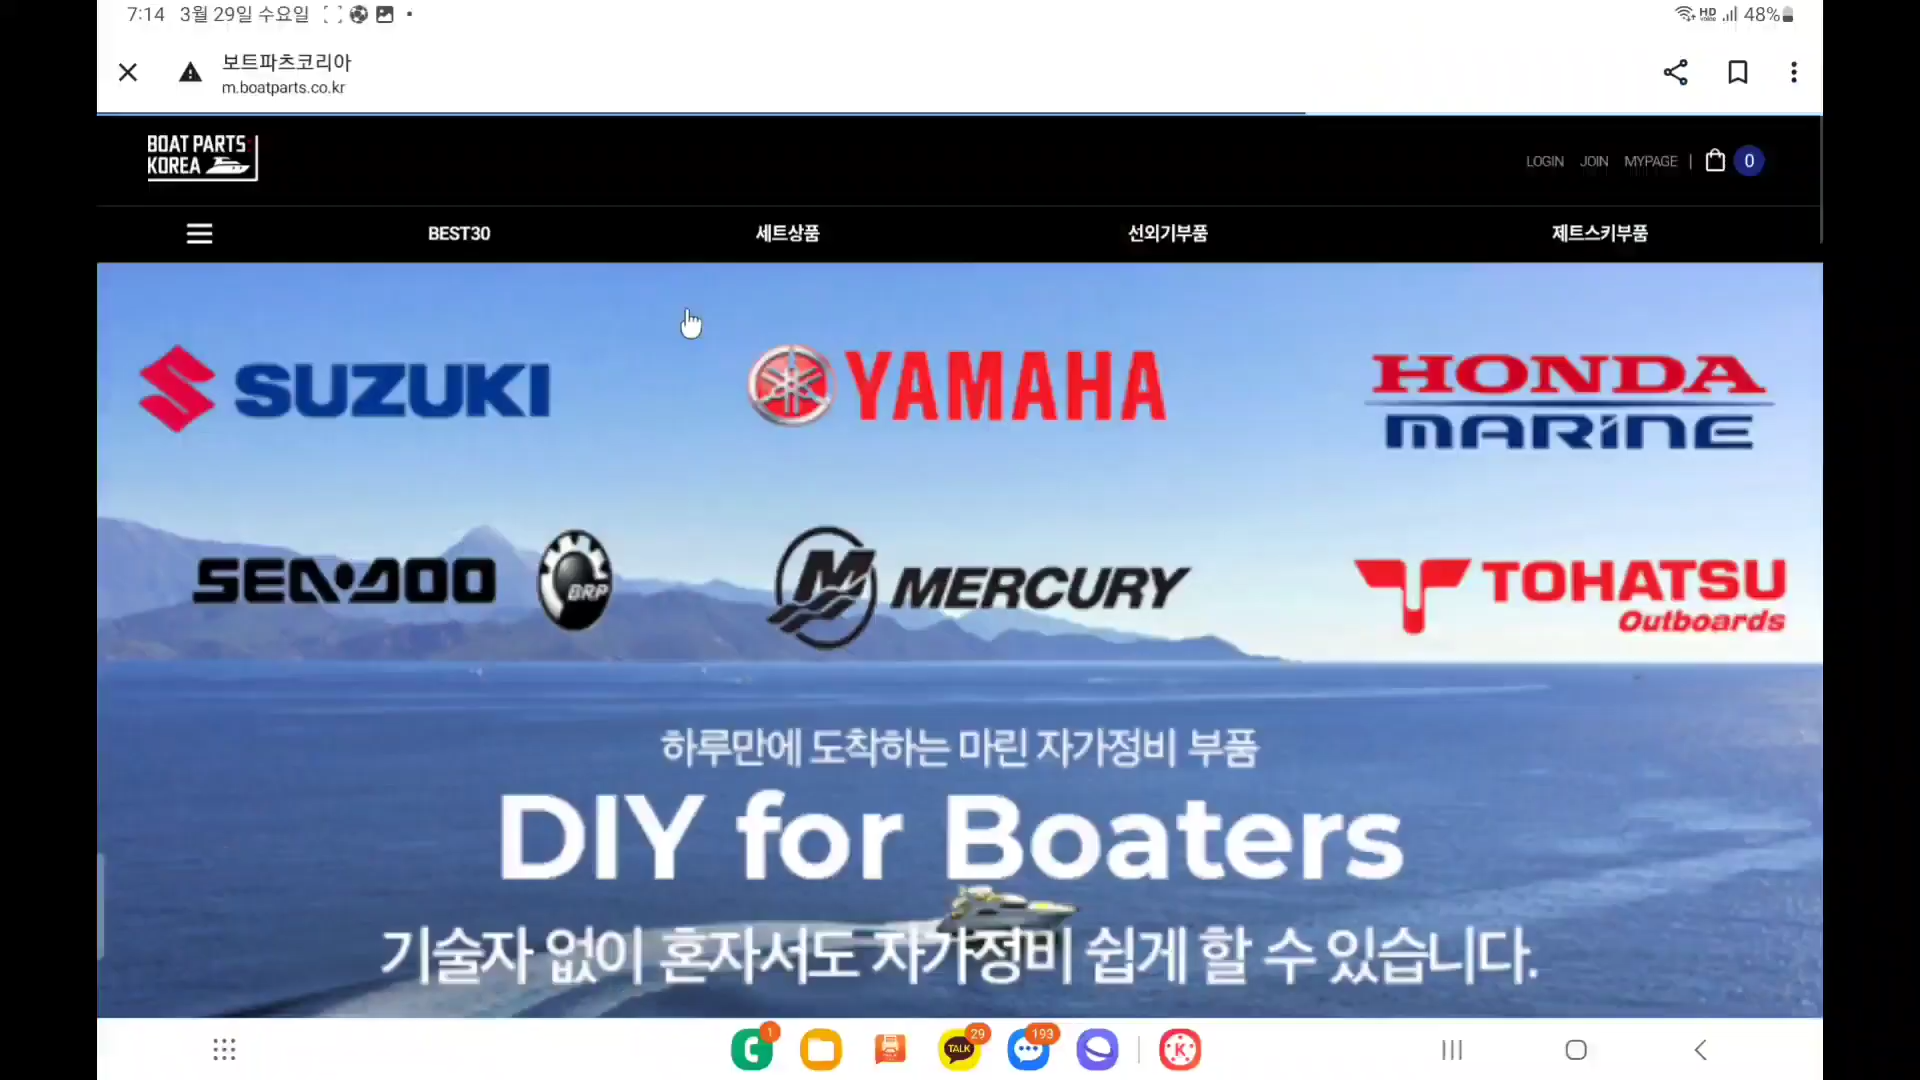 7:14 3월 29일 수요일
48%
보트파츠코리아
m.boatparts.co.kr
BOAT PARTS
KOREA
LOGIN JOIN MYPAGE | 0
BEST30 세트상품 선외기부품 제트스키부품
SUZUKI YAMAHA HONDA
MARINE
SEA-DOO BRP MERCURY TOHATSU
Outboards
하루만에 도착하는 마린 자가정비 부품
DIY for Boaters
기술자 없이 혼자서도 자가정비 쉽게 할 수 있습니다.
1 29 193
TALK
K